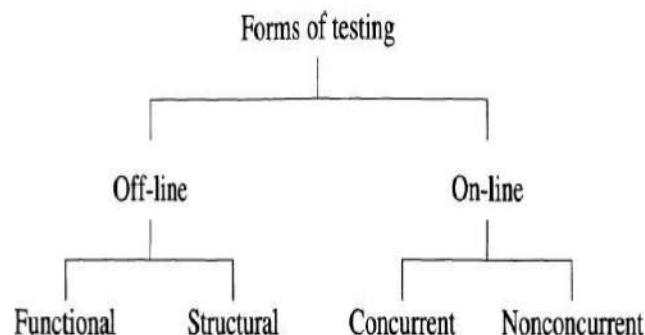 Forms of testing
Off-line On-line
Functional Structural Concurrent Nonconcurrent